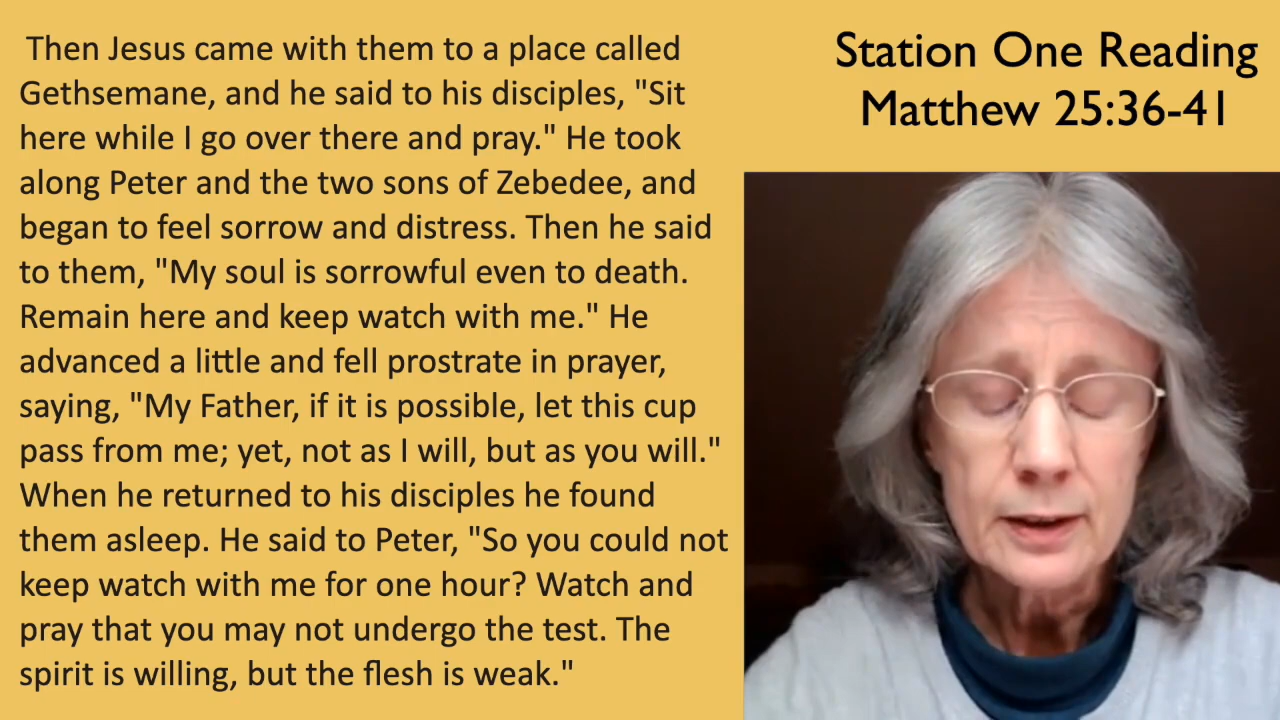 Then Jesus came with them to a place called
Gethsemane, and he said to his disciples, "Sit
here while I go over there and pray." He took
along Peter and the two sons of Zebedee, and
began to feel sorrow and distress. Then he said
to them, "My soul is sorrowful even to death.
Remain here and keep watch with me." He
advanced a little and fell prostrate in prayer,
saying, "My Father, if it is possible, let this cup
pass from me; yet, not as I will, but as you will."
When he returned to his disciples he found
them asleep. He said to Peter, "So you could not
keep watch with me for one hour? Watch and
pray that you may not undergo the test. The
spirit is willing, but the flesh is weak."
Station One Reading
Matthew 25:36-41